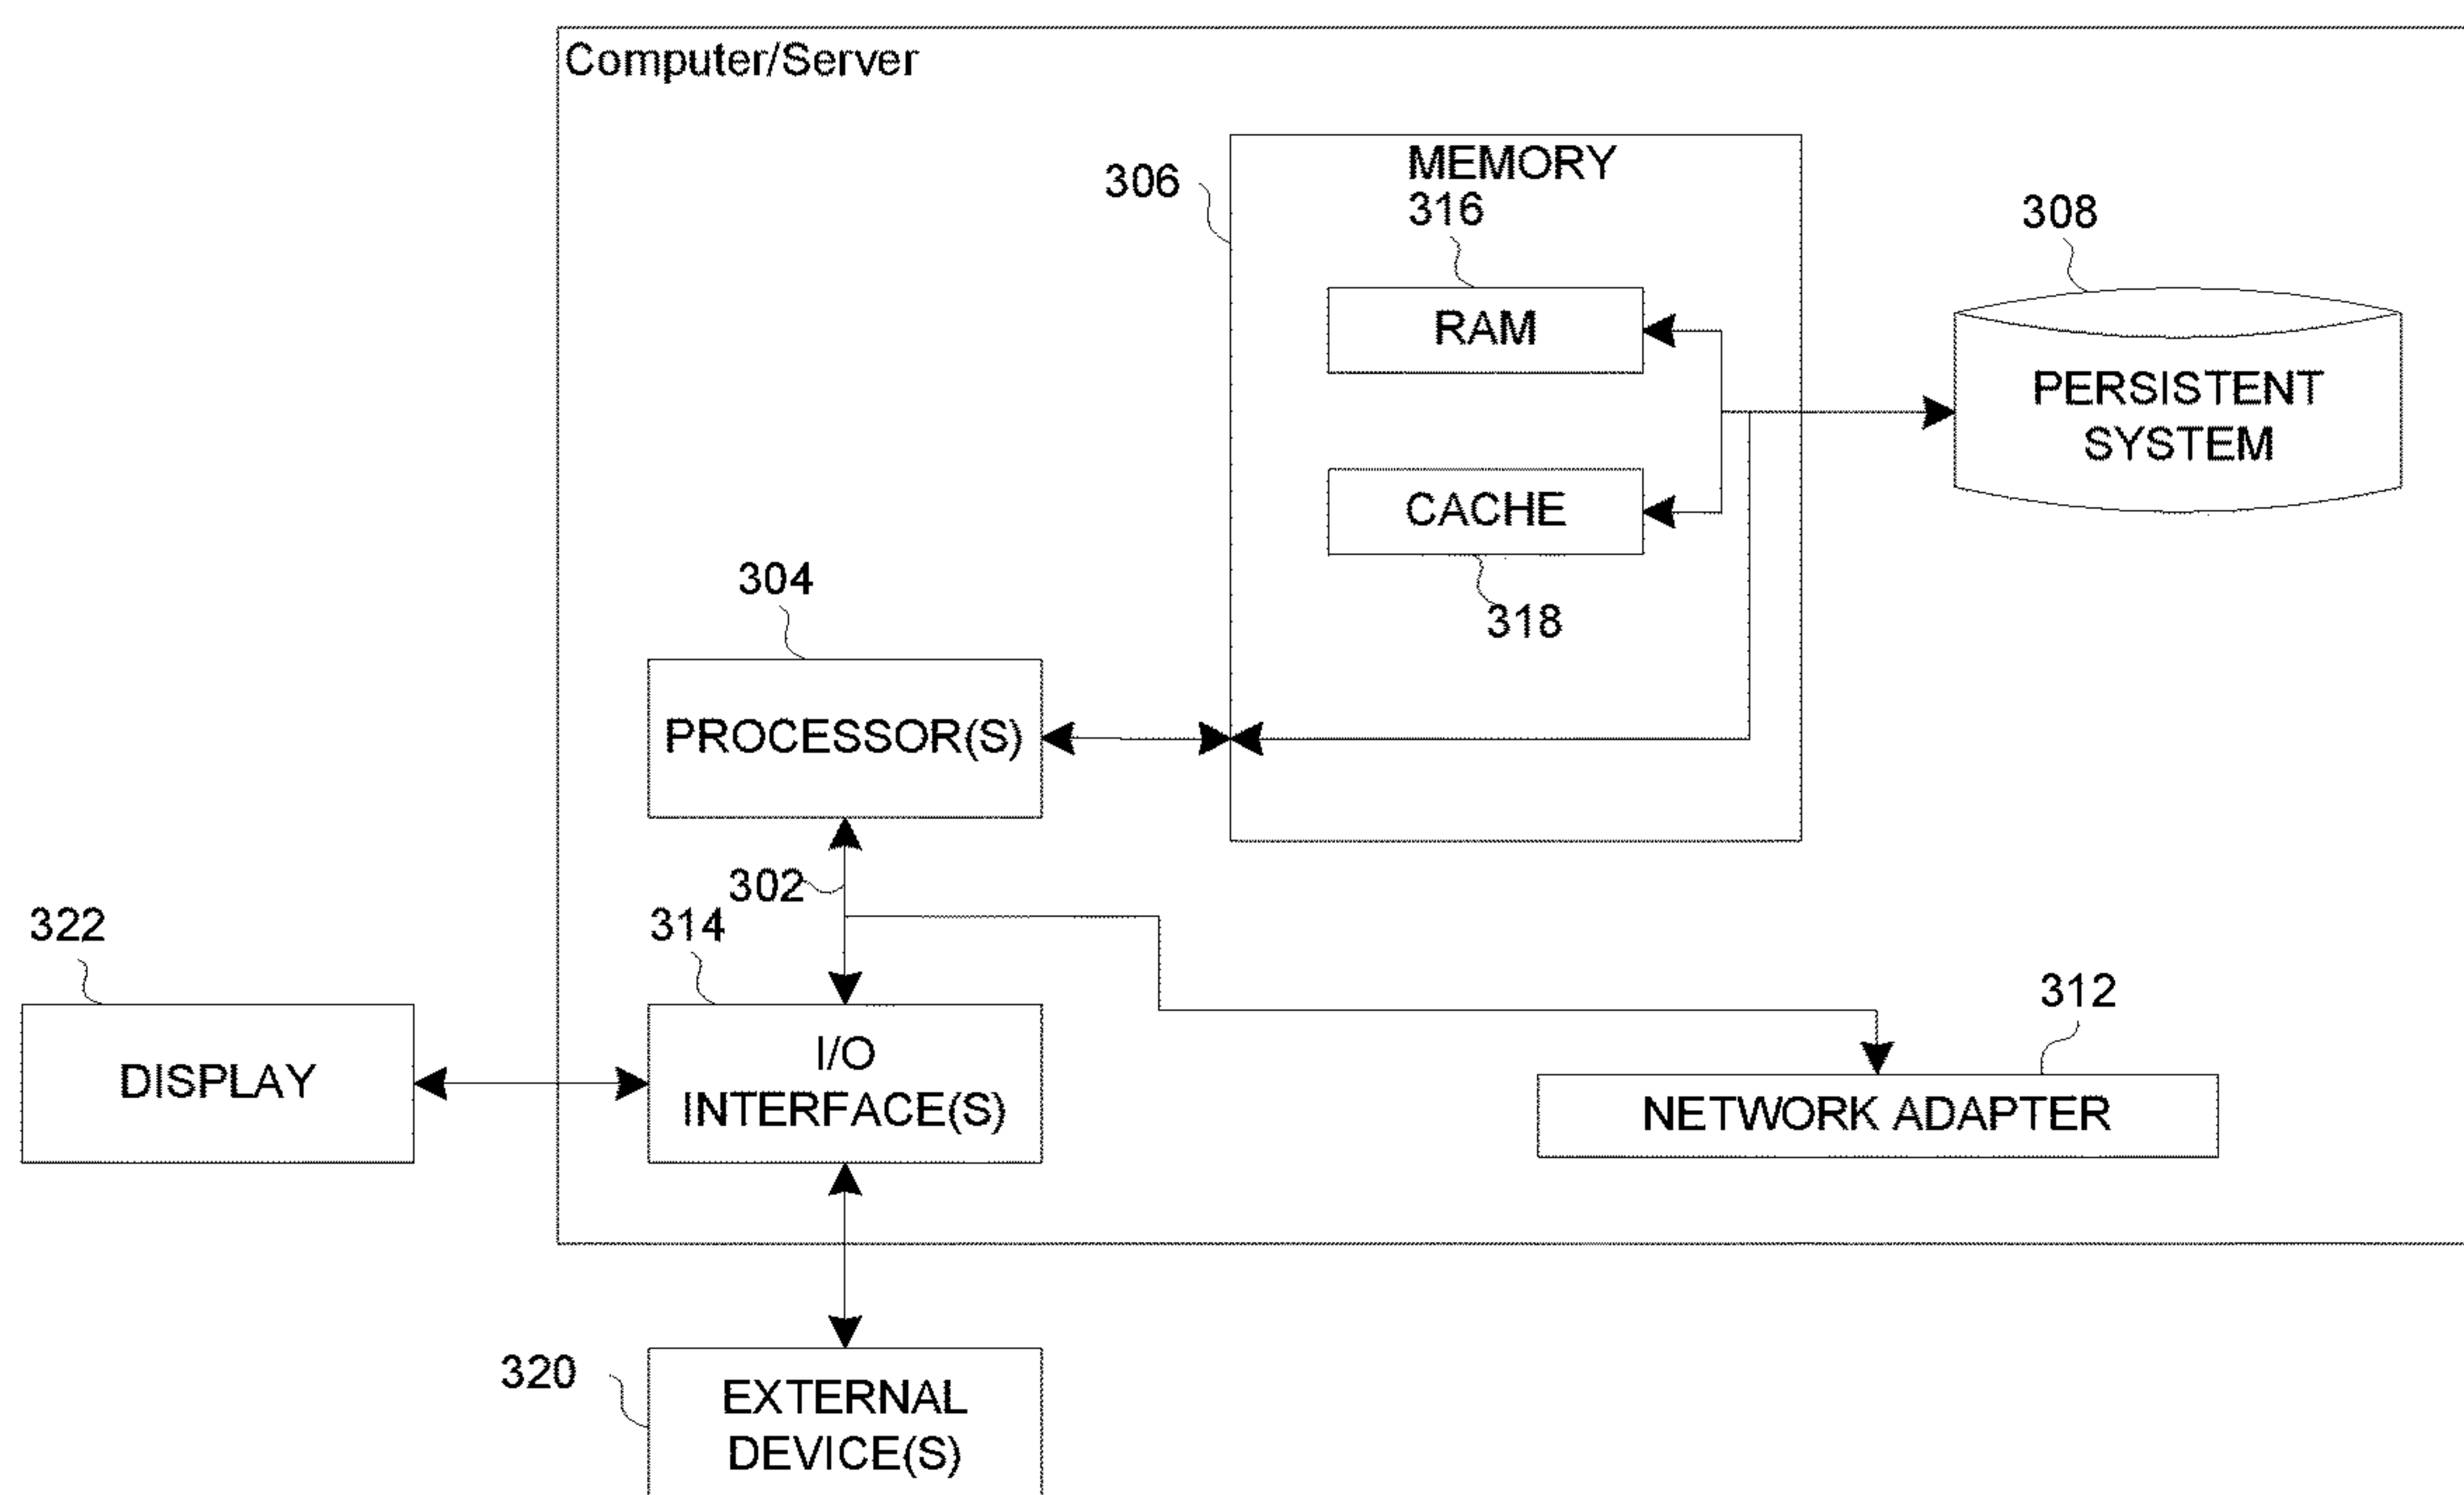 Computer/Server
MEMORY
306
316
308
RAM
PERSISTENT
SYSTEM
CACHE
304
318
PROCESSOR(S)
302
322
314
312
I/O
INTERFACE(S)
DISPLAY
NETWORK ADAPTER
320
EXTERNAL
DEVICE(S)